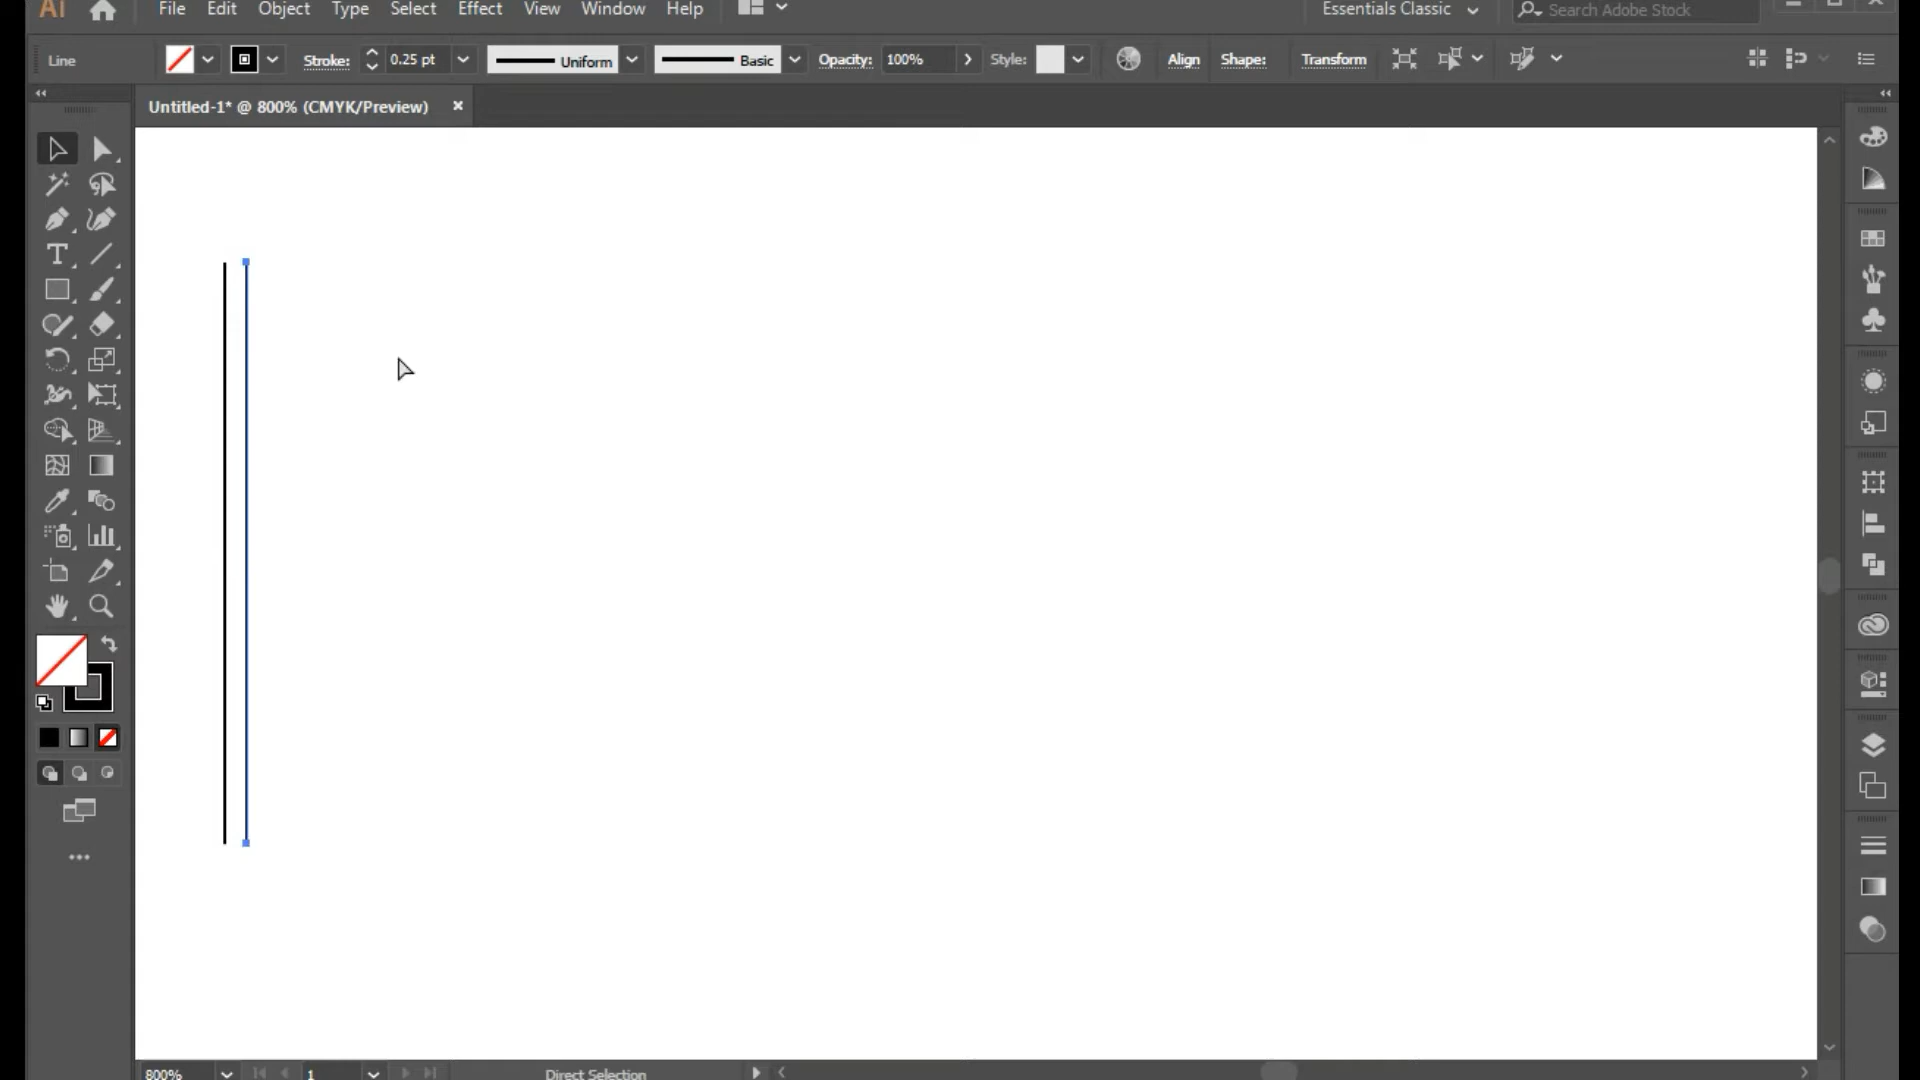 Ai File Edit Object Type Select Effect View Window Help Essentials Classic Search Adobe Stock
Line Stroke: 0.25 pt Uniform Basic Opacity: 100% Style: Align Shape: Transform
Untitled-1* @ 800% (CMYK/Preview)
T
800% 1 Direct Selection